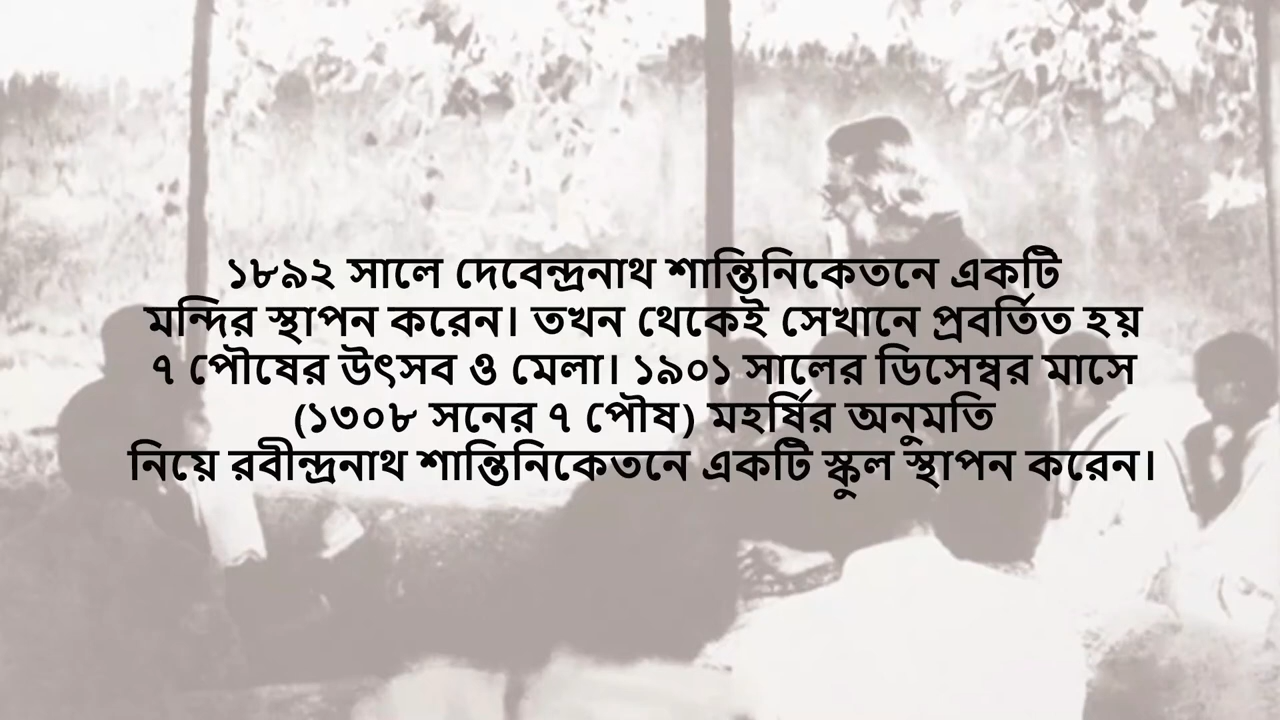 ১৮৯২ সালে দেবেন্দ্রনাথ শান্তিনিকেতনে একটি
মন্দির স্থাপন করেন। তখন থেকেই সেখানে প্রবর্তিত হয়
৭ পৌষের উৎসব ও মেলা। ১৯০১ সালের ডিসেম্বর মাসে
(১৩০৮ সনের ৭ পৌষ) মহর্ষির অনুমতি
নিয়ে রবীন্দ্রনাথ শান্তিনিকেতনে একটি স্কুল স্থাপন করেন।